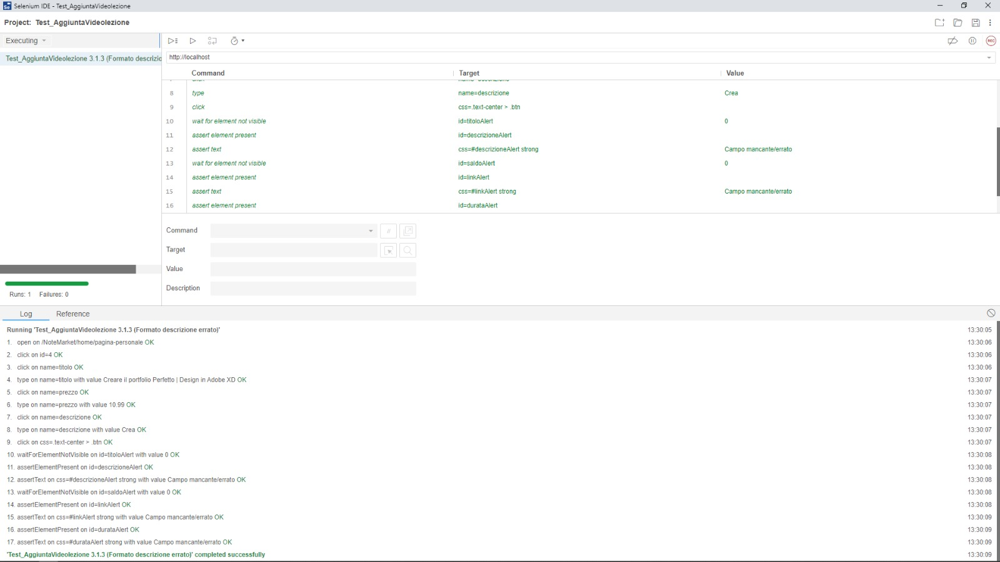 Selenium IDE - Test_AggiuntaVideolezione
Project: Test_AggiuntaVideolezione
Executing
Test_AggiuntaVideolezione 3.1.3 (Formato descrizio
http://localhost
Command Target Value
8 type name=descrizione Crea
9 click css=.text-center > .btn
10 wait for element not visible id=titoloAlert 0
11 assert element present id=descrizioneAlert
12 assert text css=#descrizioneAlert strong Campo mancante/errato
13 wait for element not visible id=saldoAlert 0
14 assert element present id=linkAlert
15 assert text css=#linkAlert strong Campo mancante/errato
16 assert element present id=durataAlert
Command //
Target
Value
Description
Runs: 1 Failures: 0
Log Reference
Running 'Test_AggiuntaVideolezione 3.1.3 (Formato descrizione errato)' 13:30:05
1. open on /NoteMarket/home/pagina-personale OK 13:30:06
2. click on id=4 OK 13:30:06
3. click on name=titolo OK 13:30:06
4. type on name=titolo with value Creare il portfolio Perfetto | Design in Adobe XD OK 13:30:07
5. click on name=prezzo OK 13:30:07
6. type on name=prezzo with value 10.99 OK 13:30:07
7. click on name=descrizione OK 13:30:07
8. type on name=descrizione with value Crea OK 13:30:07
9. click on css=.text-center > .btn OK 13:30:07
10. waitForElementNotVisible on id=titoloAlert with value 0 OK 13:30:08
11. assertElementPresent on id=descrizioneAlert OK 13:30:08
12. assertText on css=#descrizioneAlert strong with value Campo mancante/errato OK 13:30:08
13. waitForElementNotVisible on id=saldoAlert with value 0 OK 13:30:08
14. assertElementPresent on id=linkAlert OK 13:30:08
15. assertText on css=#linkAlert strong with value Campo mancante/errato OK 13:30:09
16. assertElementPresent on id=durataAlert OK 13:30:09
17. assertText on css=#durataAlert strong with value Campo mancante/errato OK 13:30:09
'Test_AggiuntaVideolezione 3.1.3 (Formato descrizione errato)' completed successfully 13:30:09